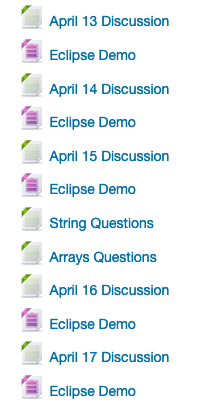 April 13 Discussion
Eclipse Demo
April 14 Discussion
Eclipse Demo
April 15 Discussion
Eclipse Demo
String Questions
Arrays Questions
April 16 Discussion
Eclipse Demo
April 17 Discussion
Eclipse Demo